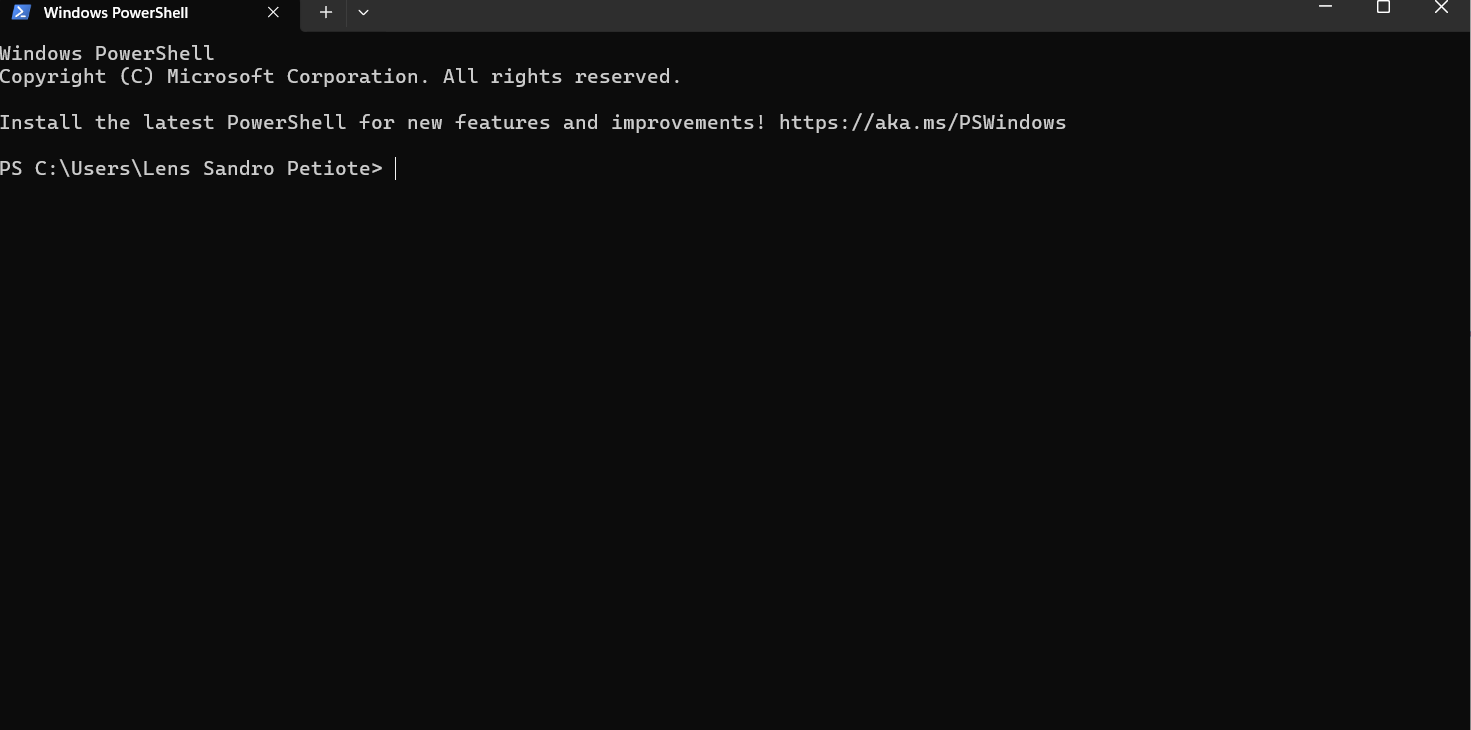 Windows PowerShell
Windows PowerShell
Copyright (C) Microsoft Corporation. All rights reserved.
Install the latest PowerShell for new features and improvements! https://aka.ms/PSWindows
PS C:\Users\Lens Sandro Petiote>